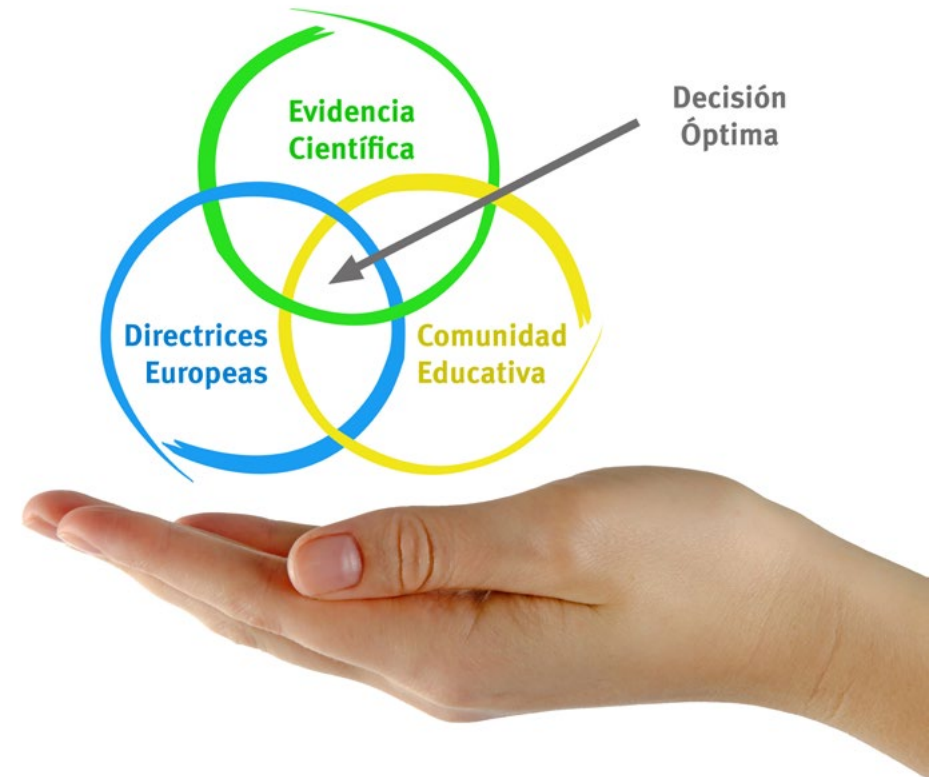 Evidencia
Científica
Decisión
Óptima
Directrices
Europeas
Comunidad
Educativa